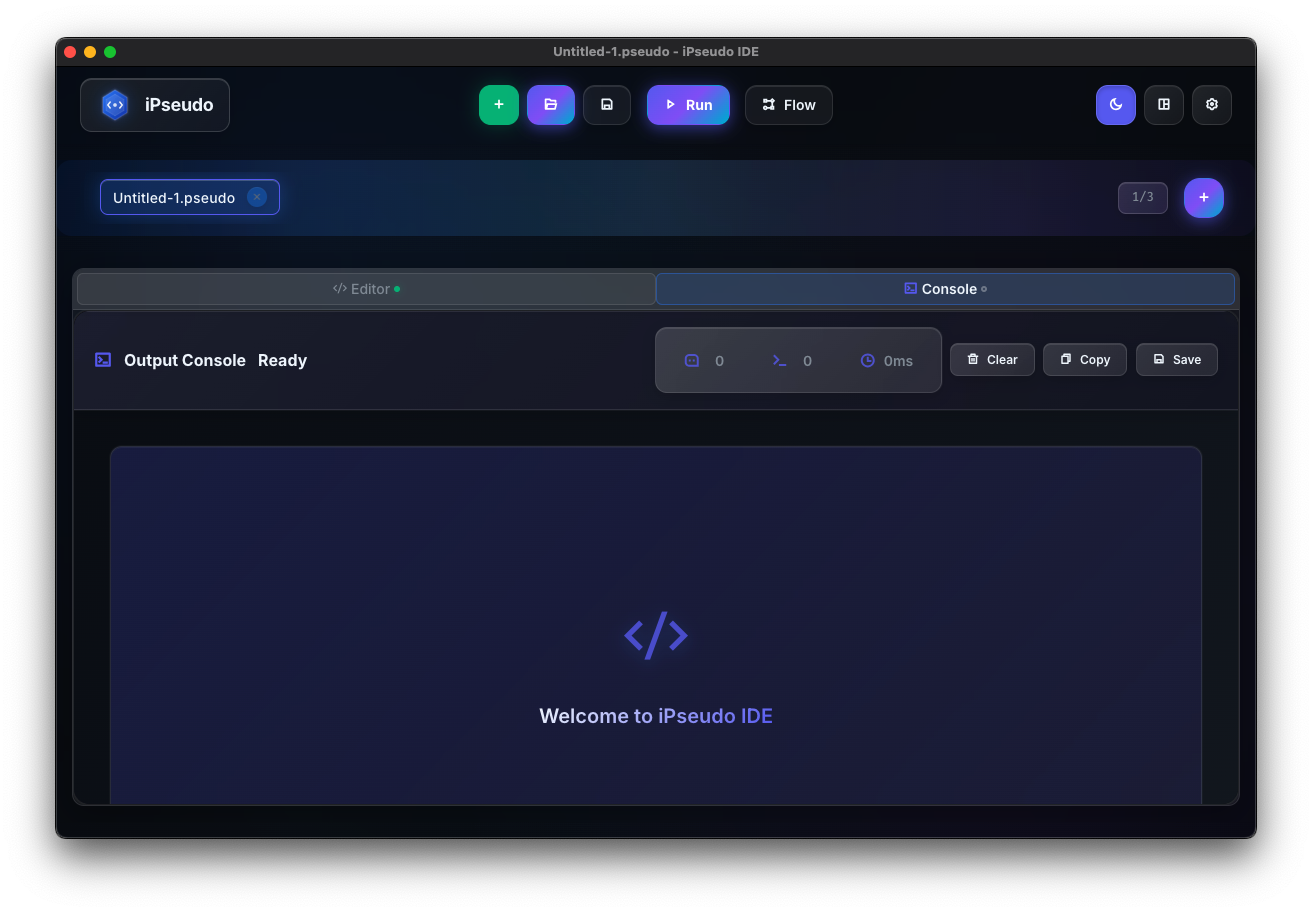 Untitled-1.pseudo - iPseudo IDE
iPseudo
Run
Flow
Untitled-1.pseudo
1/3
Editor
Console
Output Console Ready
0
0
0ms
Clear
Copy
Save
Welcome to iPseudo IDE